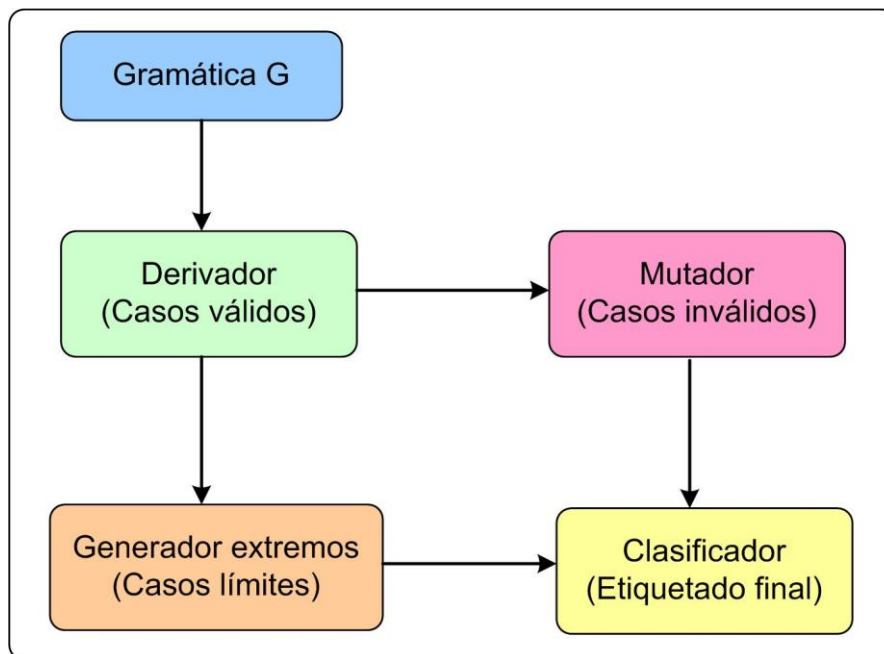 Gramática G
Derivador
(Casos válidos)
Mutador
(Casos inválidos)
Generador extremos
(Casos límites)
Clasificador
(Etiquetado final)